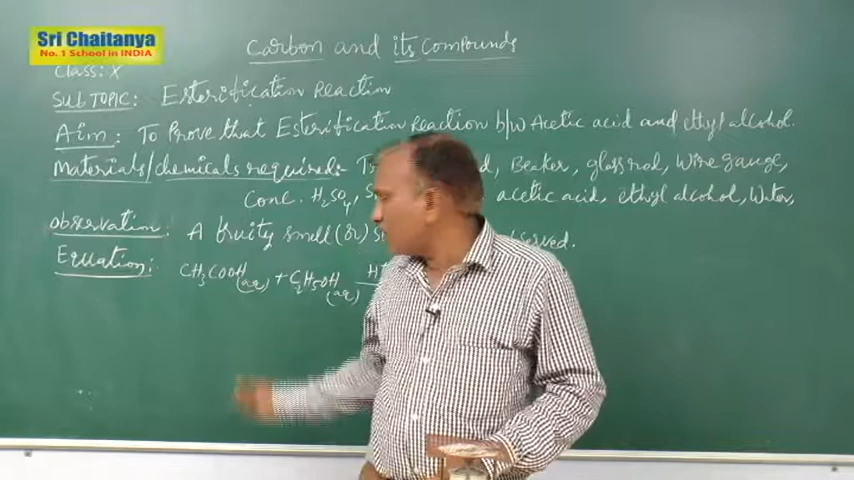 Sri Chaitanya
No. 1 School in INDIA
Carbon and its Compounds
Class: X
SUB TOPIC: Esterification Reaction
Aim: To Prove that Esterification Reaction b/w Acetic acid and ethyl alcohol.
Materials/chemicals required:- Beaker, glass rod, Wire gauge,
Conc. H₂SO₄, acetic acid, ethyl alcohol, Water,
observation: A fruity smell (or)
Equation: CH₃COOH(aq) + C₂H₅OH(aq)